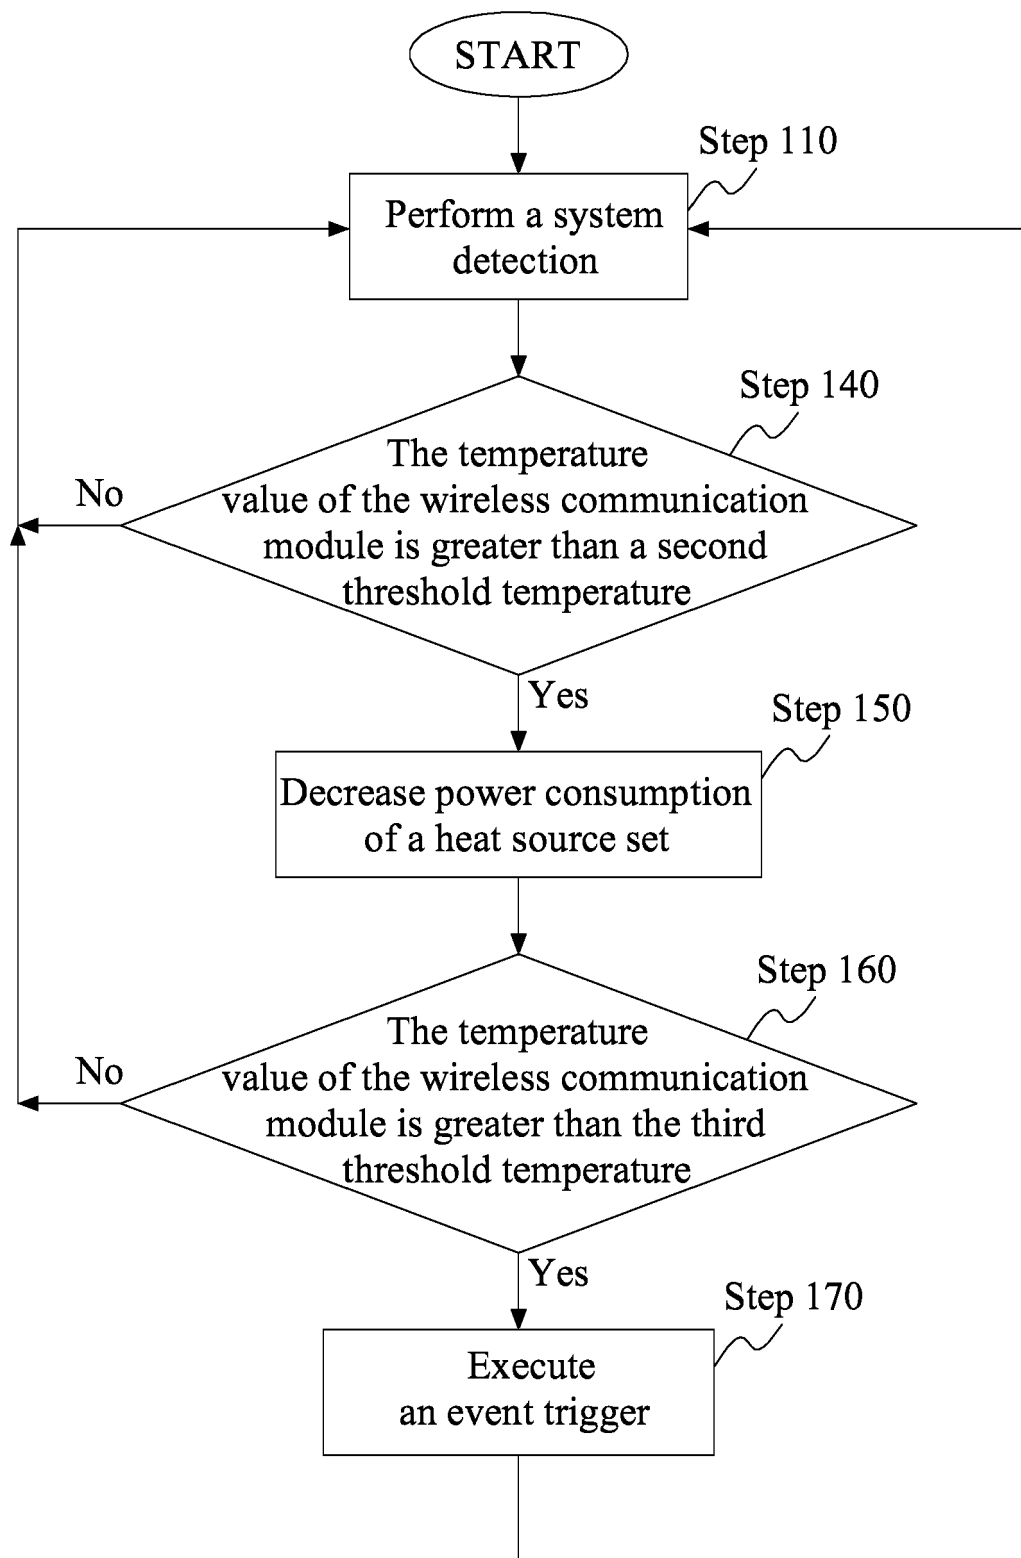 START
Step 110
Perform a system
detection
Step 140
The temperature
value of the wireless communication
module is greater than a second
threshold temperature
No
Yes
Step 150
Decrease power consumption
of a heat source set
Step 160
The temperature
value of the wireless communication
module is greater than the third
threshold temperature
No
Yes
Step 170
Execute
an event trigger